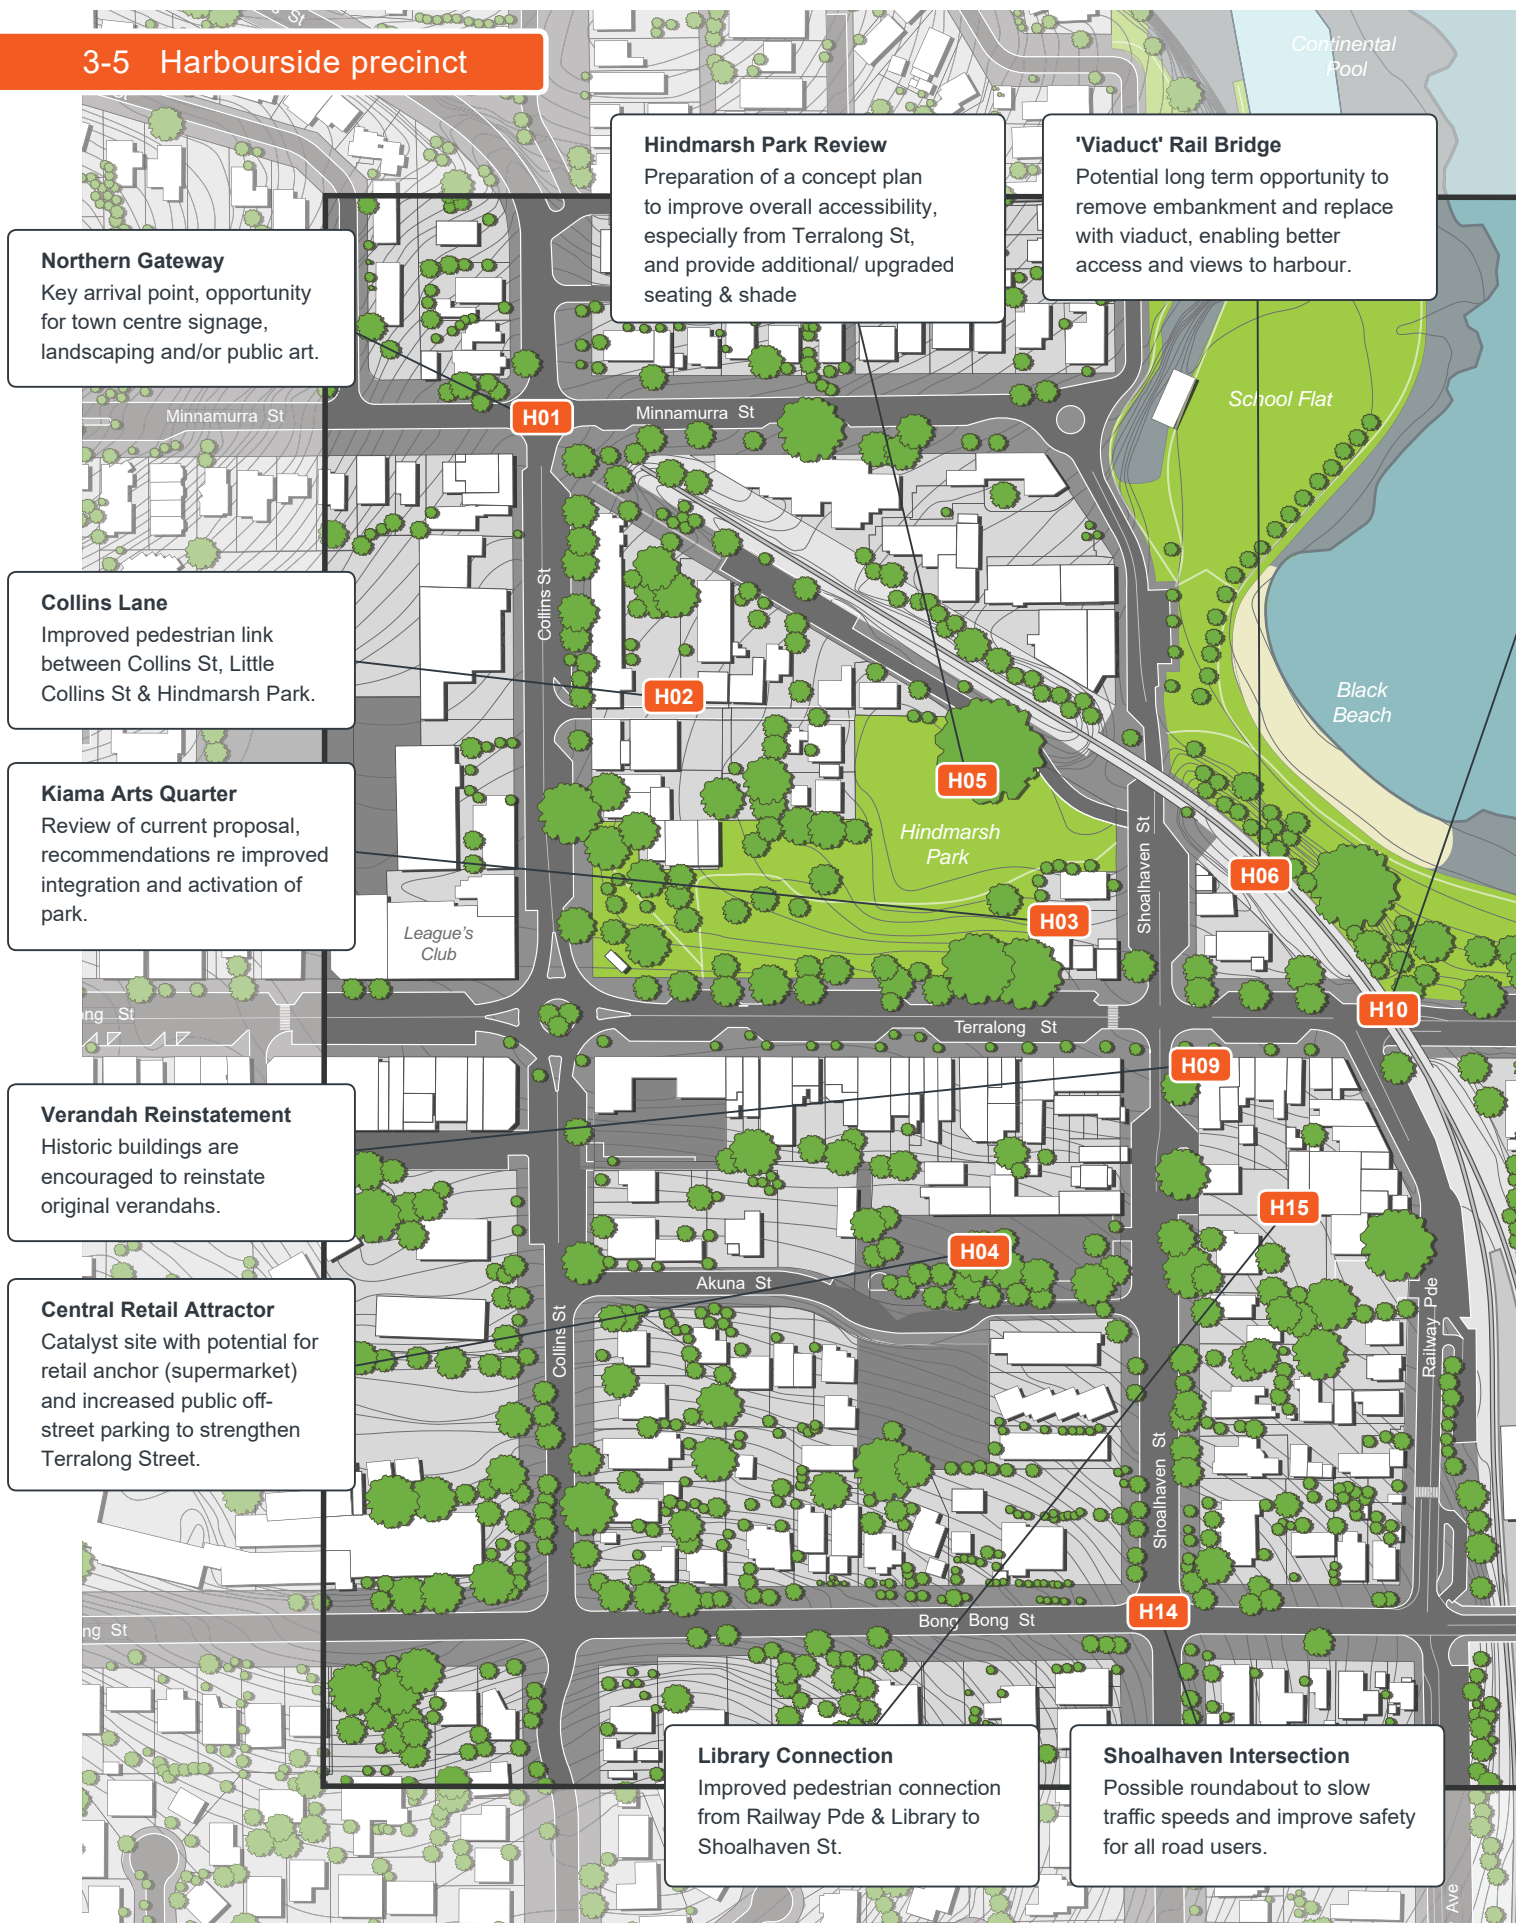 3-5 Harbourside precinct
Continental
Pool
Hindmarsh Park Review
Preparation of a concept plan
to improve overall accessibility,
especially from Terralong St,
and provide additional/ upgraded
seating & shade
'Viaduct' Rail Bridge
Potential long term opportunity to
remove embankment and replace
with viaduct, enabling better
access and views to harbour.
Northern Gateway
Key arrival point, opportunity
for town centre signage,
landscaping and/or public art.
School Flat
Minnamurra St
H01
Minnamurra St
Collins Lane
Improved pedestrian link
between Collins St, Little
Collins St & Hindmarsh Park.
Collins St
H02
Black
Beach
Kiama Arts Quarter
Review of current proposal,
recommendations re improved
integration and activation of
park.
H05
Hindmarsh
Park
Shoalhaven St
H06
H03
League's
Club
H10
ong St
Terralong St
H09
Verandah Reinstatement
Historic buildings are
encouraged to reinstate
original verandahs.
H15
H04
Akuna St
Central Retail Attractor
Catalyst site with potential for
retail anchor (supermarket)
and increased public off-
street parking to strengthen
Terralong Street.
Collins St
Railway Pde
Shoalhaven St
H14
ng St
Bong Bong St
Library Connection
Improved pedestrian connection
from Railway Pde & Library to
Shoalhaven St.
Shoalhaven Intersection
Possible roundabout to slow
traffic speeds and improve safety
for all road users.
Ave